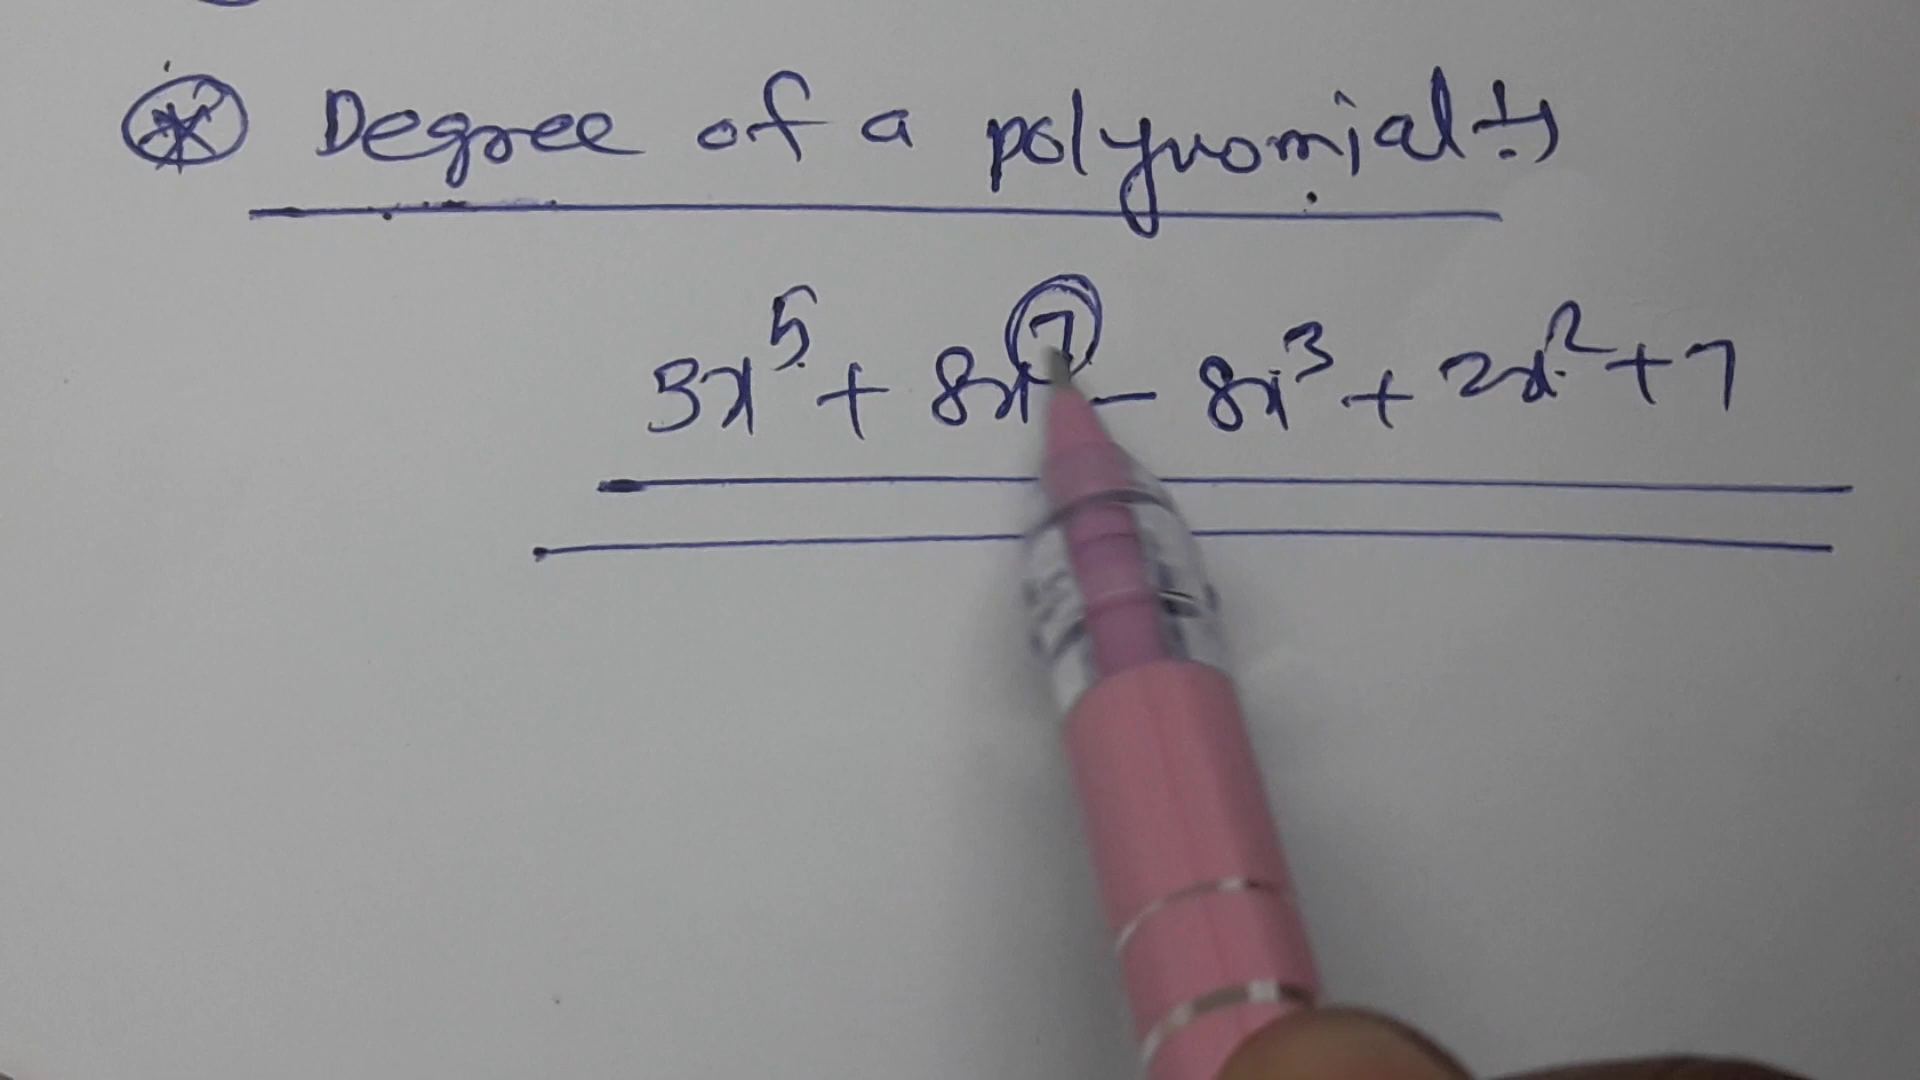 Degree of a polynomial :-
3x⁵ + 8x⁷ - 8x³ + 2x² + 7